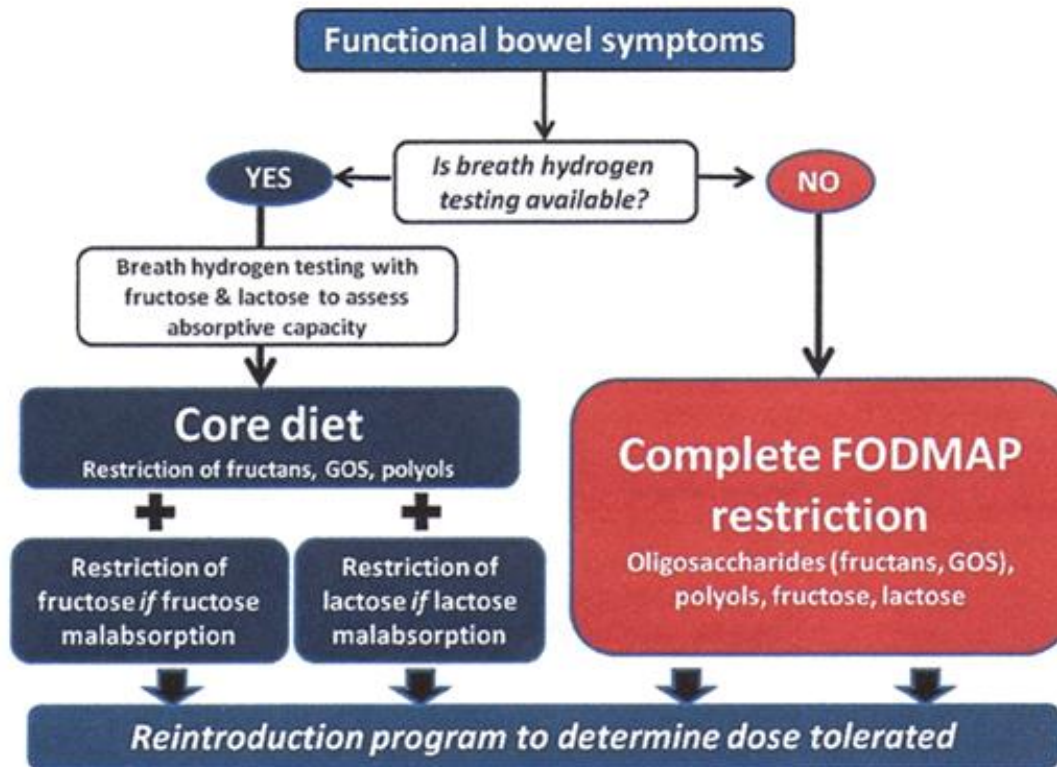 Functional bowel symptoms
Is breath hydrogen
testing available?
YES
NO
Breath hydrogen testing with
fructose & lactose to assess
absorptive capacity
Core diet
Restriction of fructans, GOS, polyols
Restriction of
fructose if fructose
malabsorption
Restriction of
lactose if lactose
malabsorption
Complete FODMAP
restriction
Oligosaccharides (fructans, GOS),
polyols, fructose, lactose
Reintroduction program to determine dose tolerated